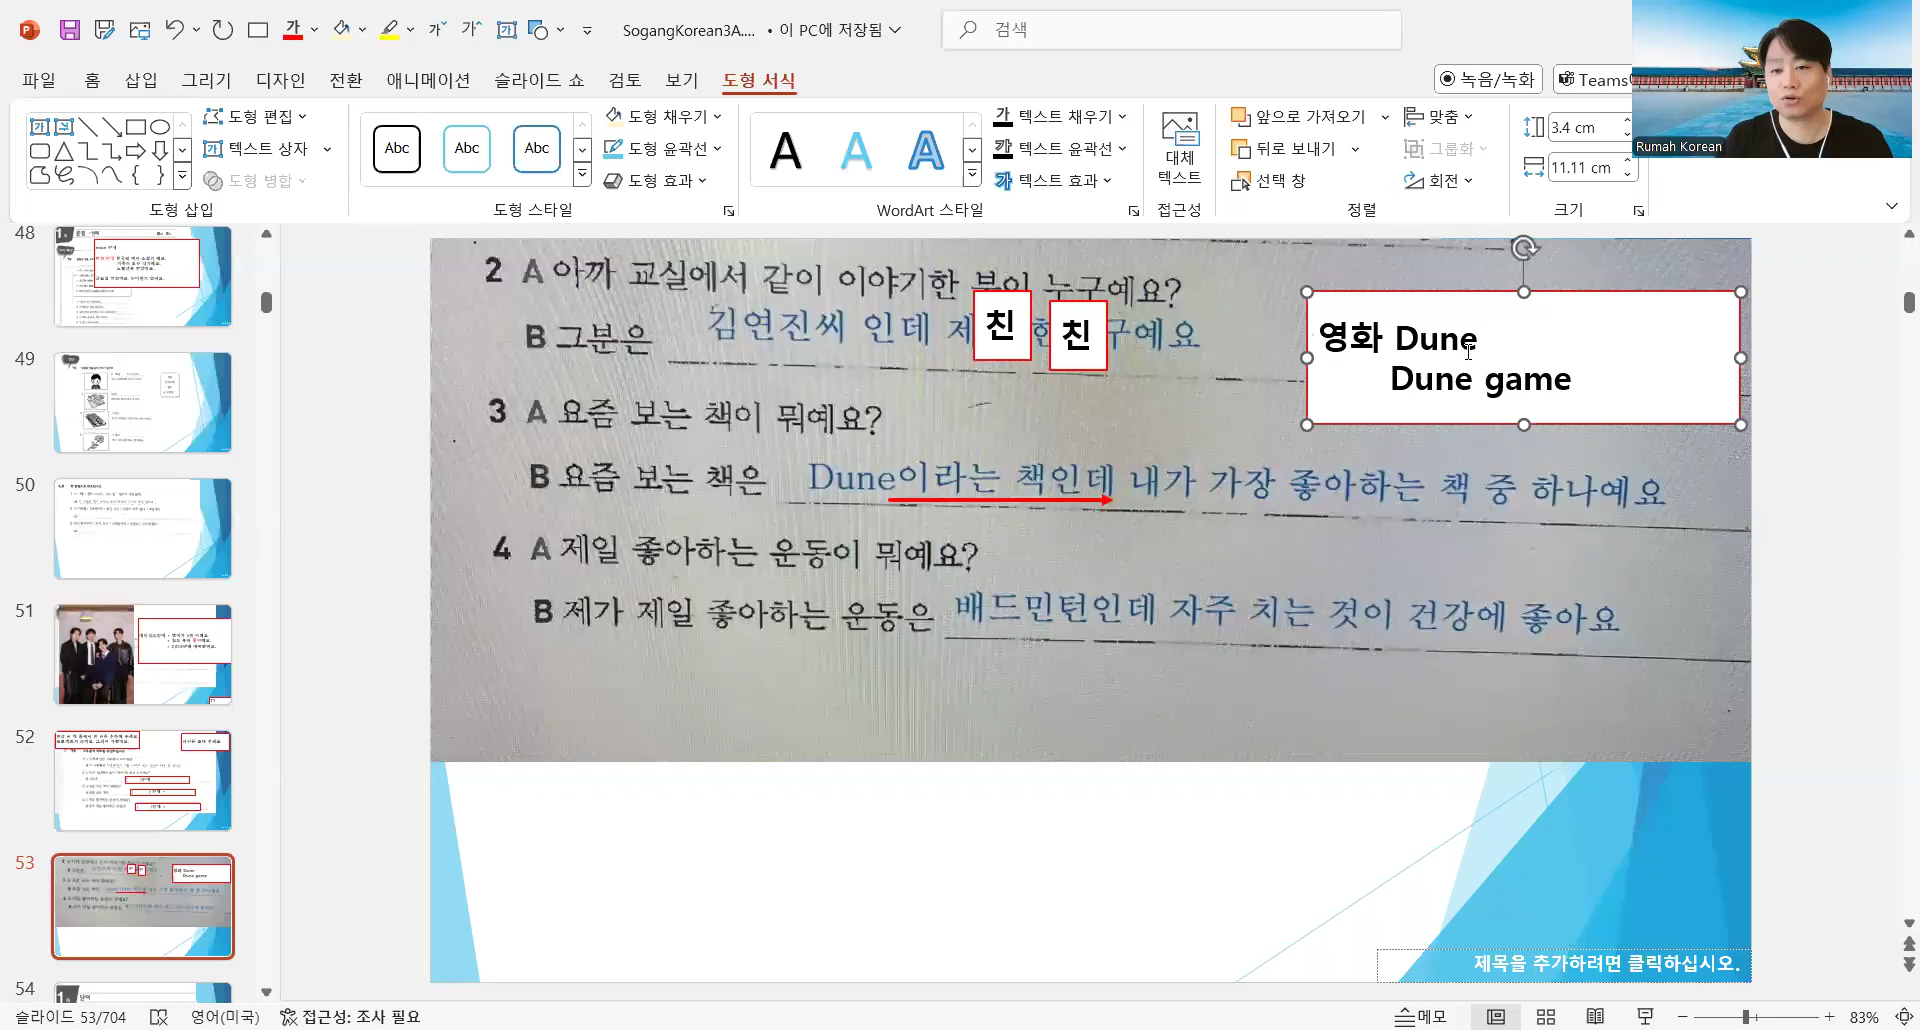 SogangKorean3A.... • 이 PC에 저장됨
검색
파일 홈 삽입 그리기 디자인 전환 애니메이션 슬라이드 쇼 검토 보기 도형 서식
녹음/녹화 Teams
도형 편집
텍스트 상자
도형 병합
도형 삽입
Abc Abc Abc
도형 채우기
도형 윤곽선
도형 효과
도형 스타일
A A A
텍스트 채우기
텍스트 윤곽선
텍스트 효과
WordArt 스타일
대체 텍스트
접근성
앞으로 가져오기
뒤로 보내기
선택 창
맞춤
그룹화
회전
정렬
3.4 cm
11.11 cm
크기
Rumah Korean
48
49
50
51
52
53
54
2 A 아까 교실에서 같이 이야기한 분이 누구예요?
B 그분은 김연진씨 인데 제 친한 친구예요
영화 Dune
Dune game
3 A 요즘 보는 책이 뭐예요?
B 요즘 보는 책은 Dune이라는 책인데 내가 가장 좋아하는 책 중 하나예요
4 A 제일 좋아하는 운동이 뭐예요?
B 제가 제일 좋아하는 운동은 배드민턴인데 자주 치는 것이 건강에 좋아요
제목을 추가하려면 클릭하십시오.
슬라이드 53/704 영어(미국) 접근성: 조사 필요
메모 83%